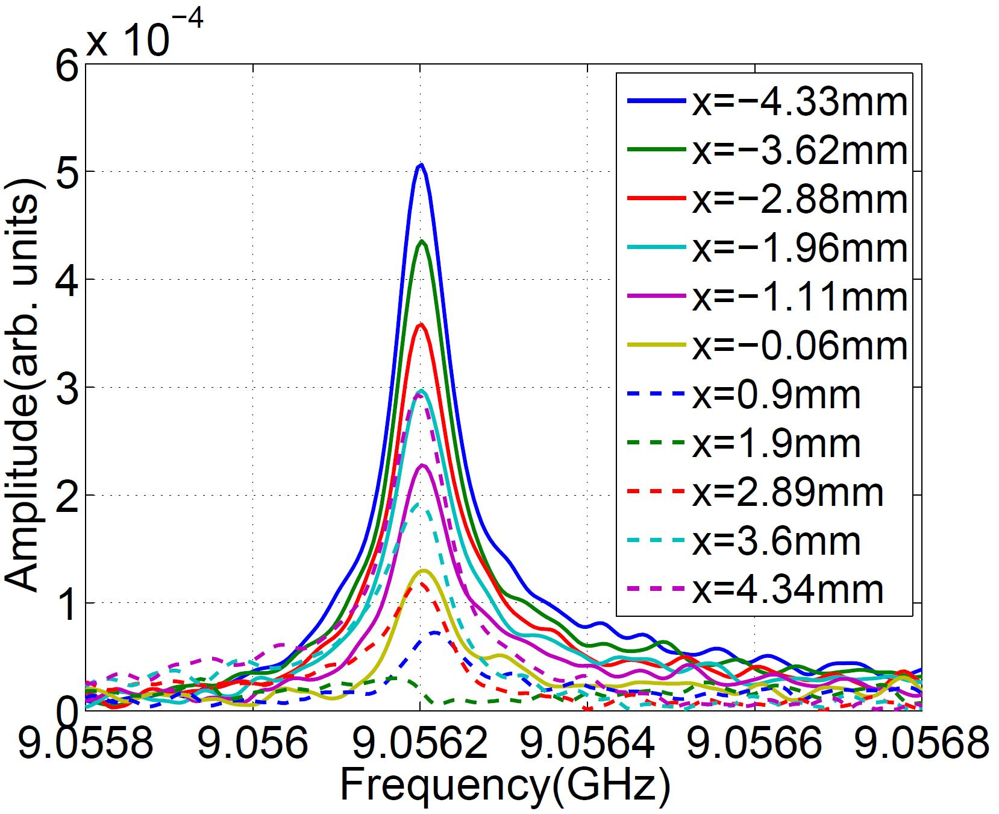 x 10−4
6
5
4
3
2
1
0
Amplitude(arb. units)
x=−4.33mm
x=−3.62mm
x=−2.88mm
x=−1.96mm
x=−1.11mm
x=−0.06mm
x=0.9mm
x=1.9mm
x=2.89mm
x=3.6mm
x=4.34mm
9.0558 9.056 9.0562 9.0564 9.0566 9.0568
Frequency(GHz)